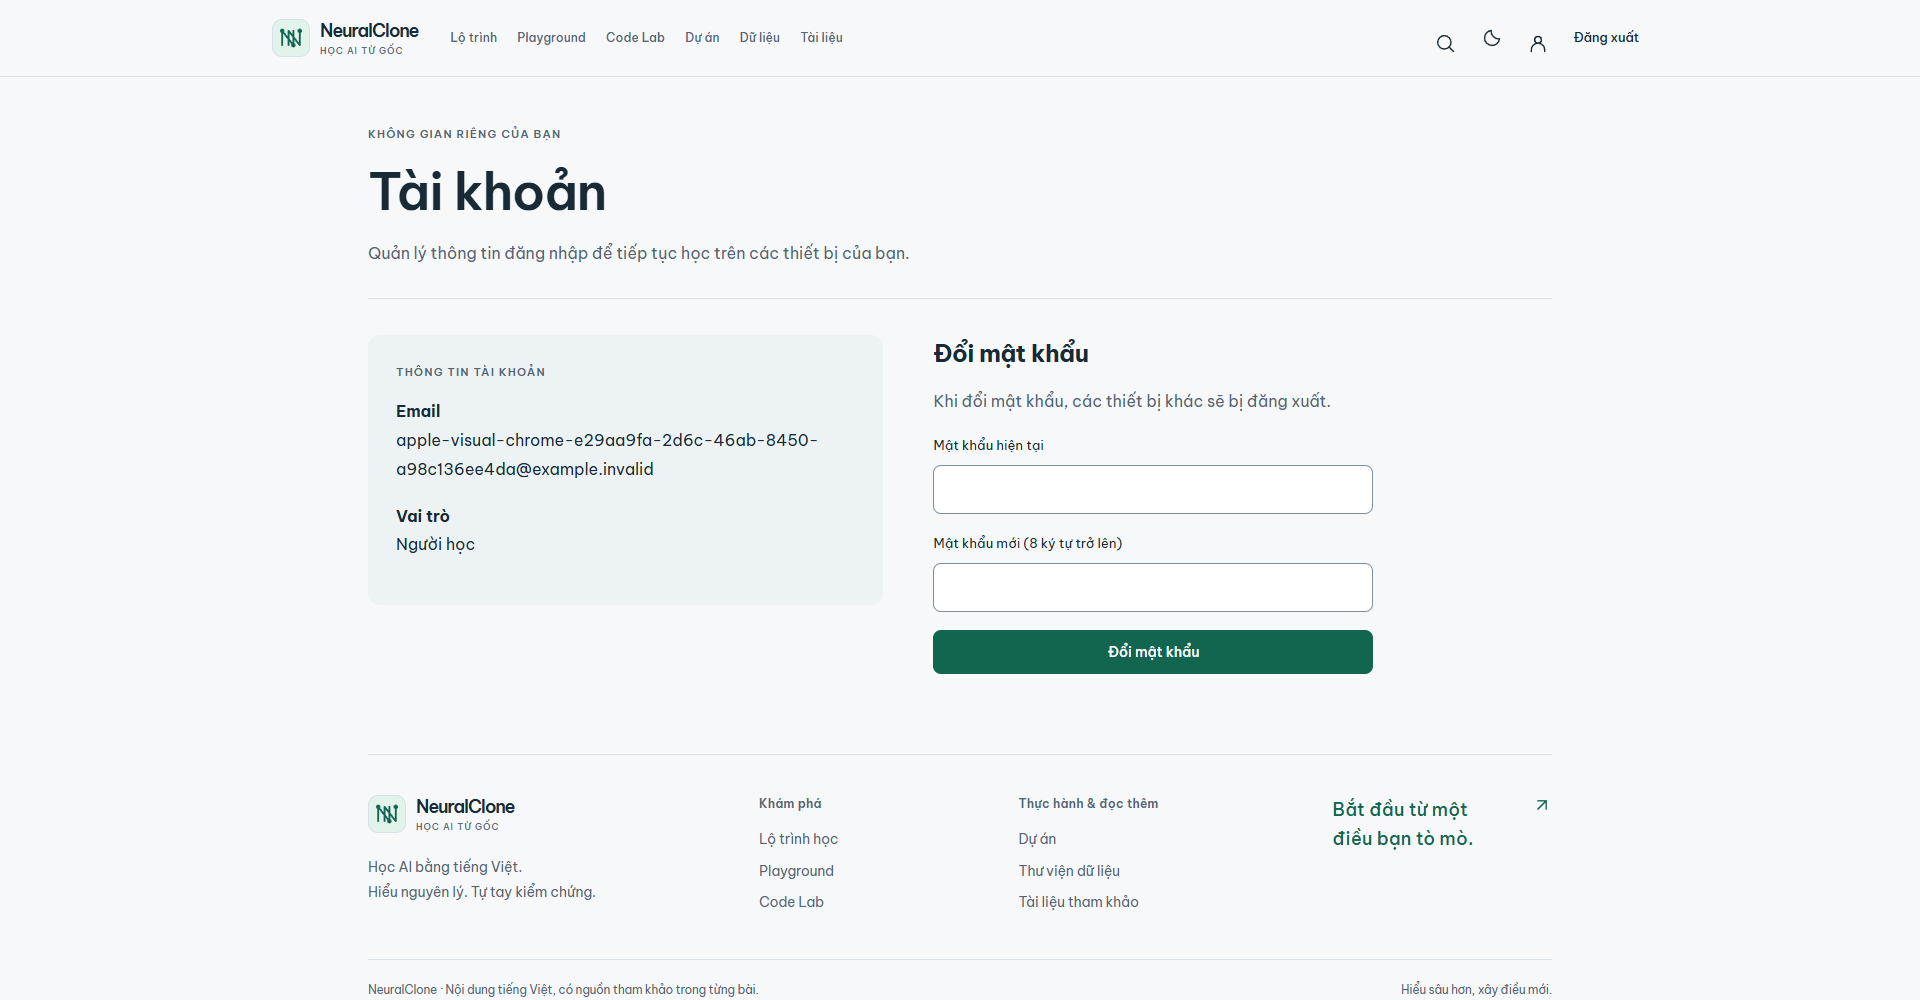 NeuralClone
HỌC AI TỪ GỐC
Lộ trình
Playground
Code Lab
Dự án
Dữ liệu
Tài liệu
Đăng xuất
KHÔNG GIAN RIÊNG CỦA BẠN
Tài khoản
Quản lý thông tin đăng nhập để tiếp tục học trên các thiết bị của bạn.
THÔNG TIN TÀI KHOẢN
Email
apple-visual-chrome-e29aa9fa-2d6c-46ab-8450-
a98c136ee4da@example.invalid
Vai trò
Người học
Đổi mật khẩu
Khi đổi mật khẩu, các thiết bị khác sẽ bị đăng xuất.
Mật khẩu hiện tại
Mật khẩu mới (8 ký tự trở lên)
Đổi mật khẩu
NeuralClone
HỌC AI TỪ GỐC
Học AI bằng tiếng Việt.
Hiểu nguyên lý. Tự tay kiểm chứng.
Khám phá
Lộ trình học
Playground
Code Lab
Thực hành & đọc thêm
Dự án
Thư viện dữ liệu
Tài liệu tham khảo
Bắt đầu từ một
điều bạn tò mò.
NeuralClone · Nội dung tiếng Việt, có nguồn tham khảo trong từng bài.
Hiểu sâu hơn, xây điều mới.